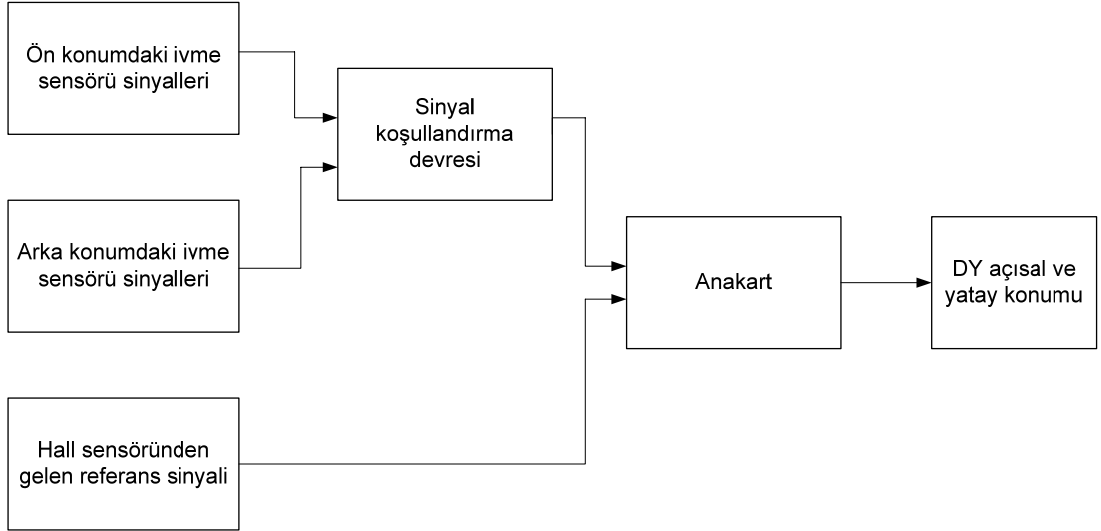 Ön konumdaki ivme
sensörü sinyalleri
Sinyal
koşullandırma
devresi
Arka konumdaki ivme
sensörü sinyalleri
Anakart
DY açısal ve
yatay konumu
Hall sensöründen
gelen referans sinyali